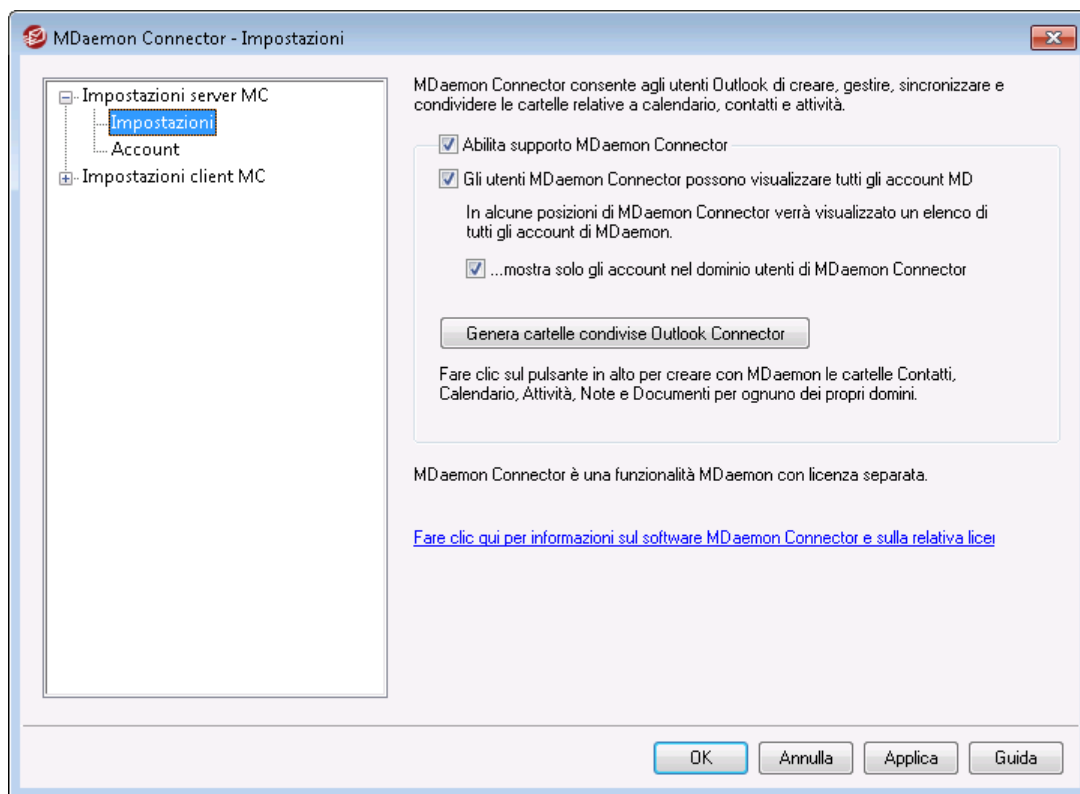 MDaemon Connector - Impostazioni
Impostazioni server MC
Impostazioni
Account
Impostazioni client MC
MDaemon Connector consente agli utenti Outlook di creare, gestire, sincronizzare e
condividere le cartelle relative a calendario, contatti e attività.
Abilita supporto MDaemon Connector
Gli utenti MDaemon Connector possono visualizzare tutti gli account MD
In alcune posizioni di MDaemon Connector verrà visualizzato un elenco di
tutti gli account di MDaemon.
...mostra solo gli account nel dominio utenti di MDaemon Connector
Genera cartelle condivise Outlook Connector
Fare clic sul pulsante in alto per creare con MDaemon le cartelle Contatti,
Calendario, Attività, Note e Documenti per ognuno dei propri domini.
MDaemon Connector è una funzionalità MDaemon con licenza separata.
Fare clic qui per informazioni sul software MDaemon Connector e sulla relativa licer
OK
Annulla
Applica
Guida